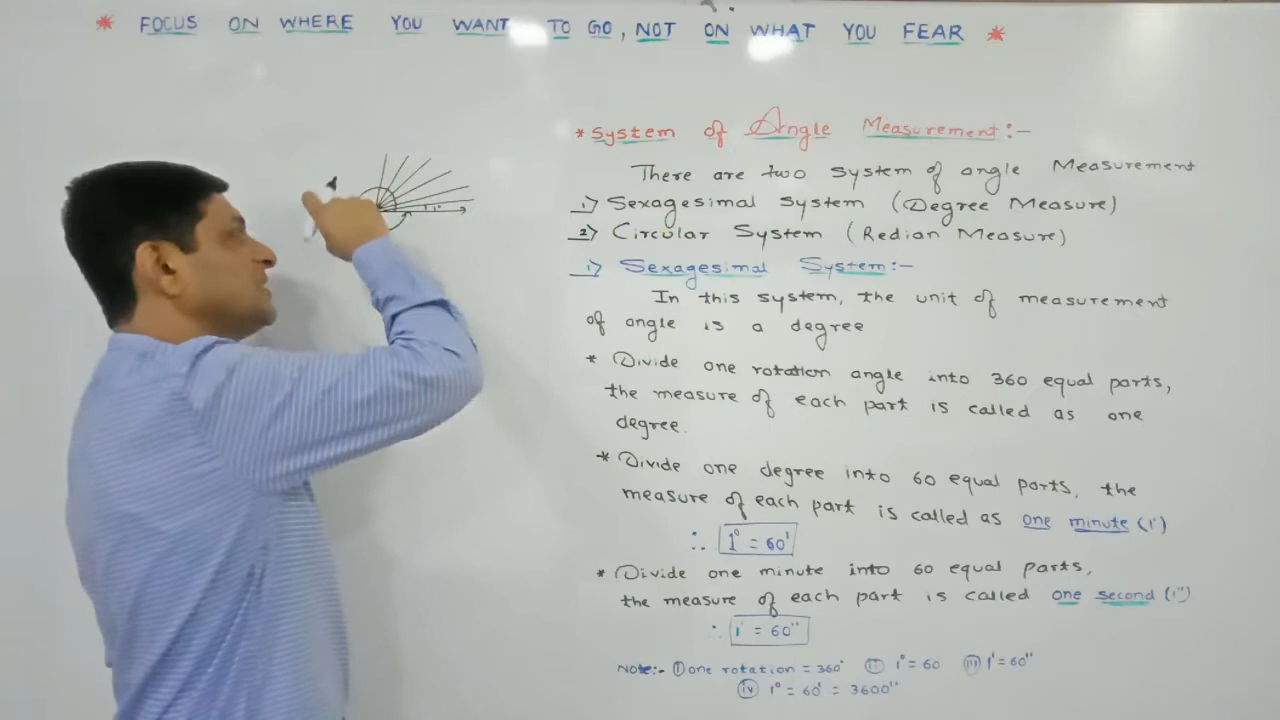 * FOCUS ON WHERE YOU WANT TO GO, NOT ON WHAT YOU FEAR *
* System of Angle Measurement:-
There are two system of angle Measurement
1) Sexagesimal System (Degree Measure)
2) Circular System (Redian Measure)
1) Sexagesimal System:-
In this system, the unit of measurement
of angle is a degree
* Divide one rotation angle into 360 equal parts,
the measure of each part is called as one
degree.
* Divide one degree into 60 equal parts, the
measure of each part is called as one minute (1')
∴ 1° = 60'
* Divide one minute into 60 equal parts,
the measure of each part is called one second (1")
∴ 1' = 60"
Note:- (i) one rotation = 360° (ii) 1° = 60 (iii) 1' = 60"
(iv) 1° = 60' = 3600"